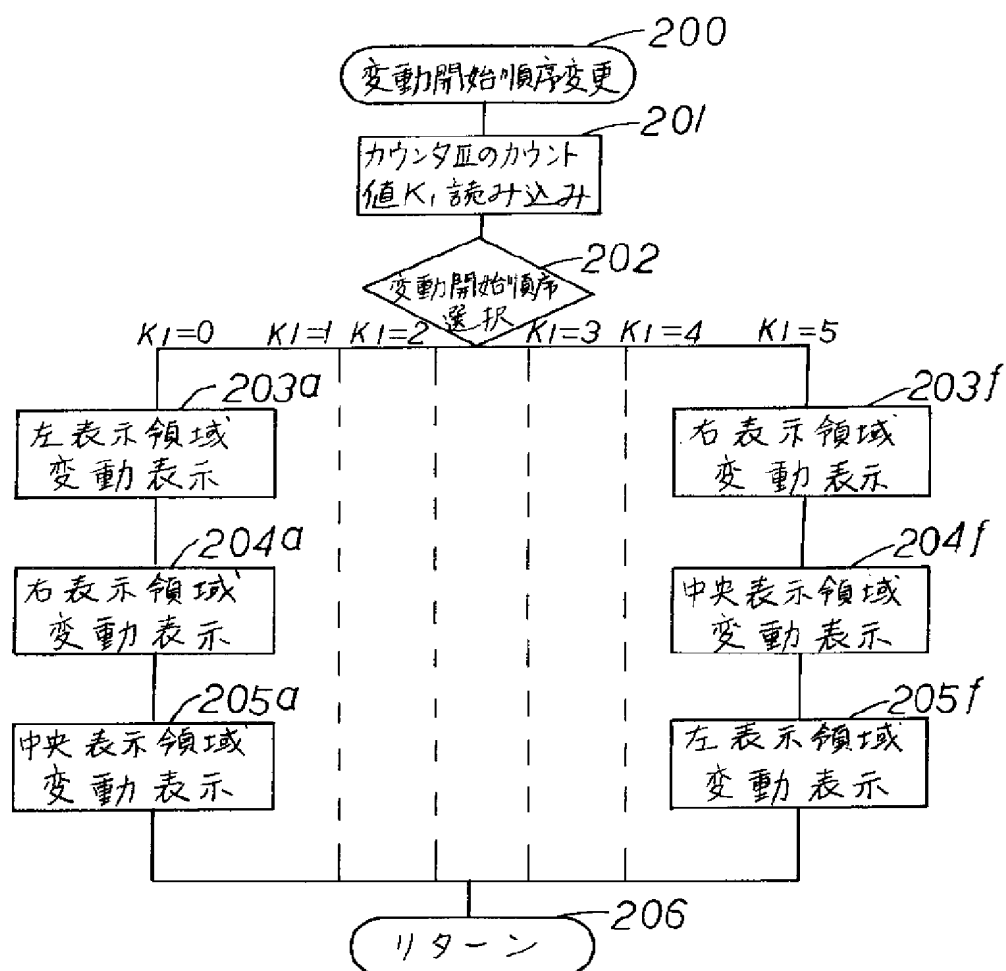 200
変動開始順序変更
201
カウンタⅢのカウント
値K1読み込み
202
変動開始順序
選択
K1=0 K1=1 K1=2 K1=3 K1=4 K1=5
203a
左表示領域
変動表示
203f
右表示領域
変動表示
204a
右表示領域
変動表示
204f
中央表示領域
変動表示
205a
中央表示領域
変動表示
205f
左表示領域
変動表示
206
リターン